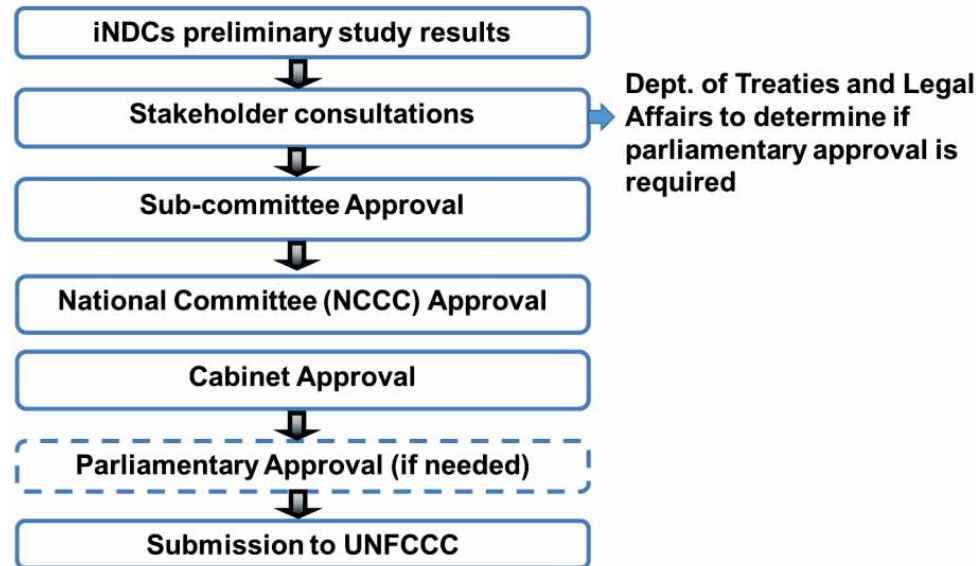 iNDCs preliminary study results
Stakeholder consultations
Dept. of Treaties and Legal
Affairs to determine if
parliamentary approval is
required
Sub-committee Approval
National Committee (NCCC) Approval
Cabinet Approval
Parliamentary Approval (if needed)
Submission to UNFCCC